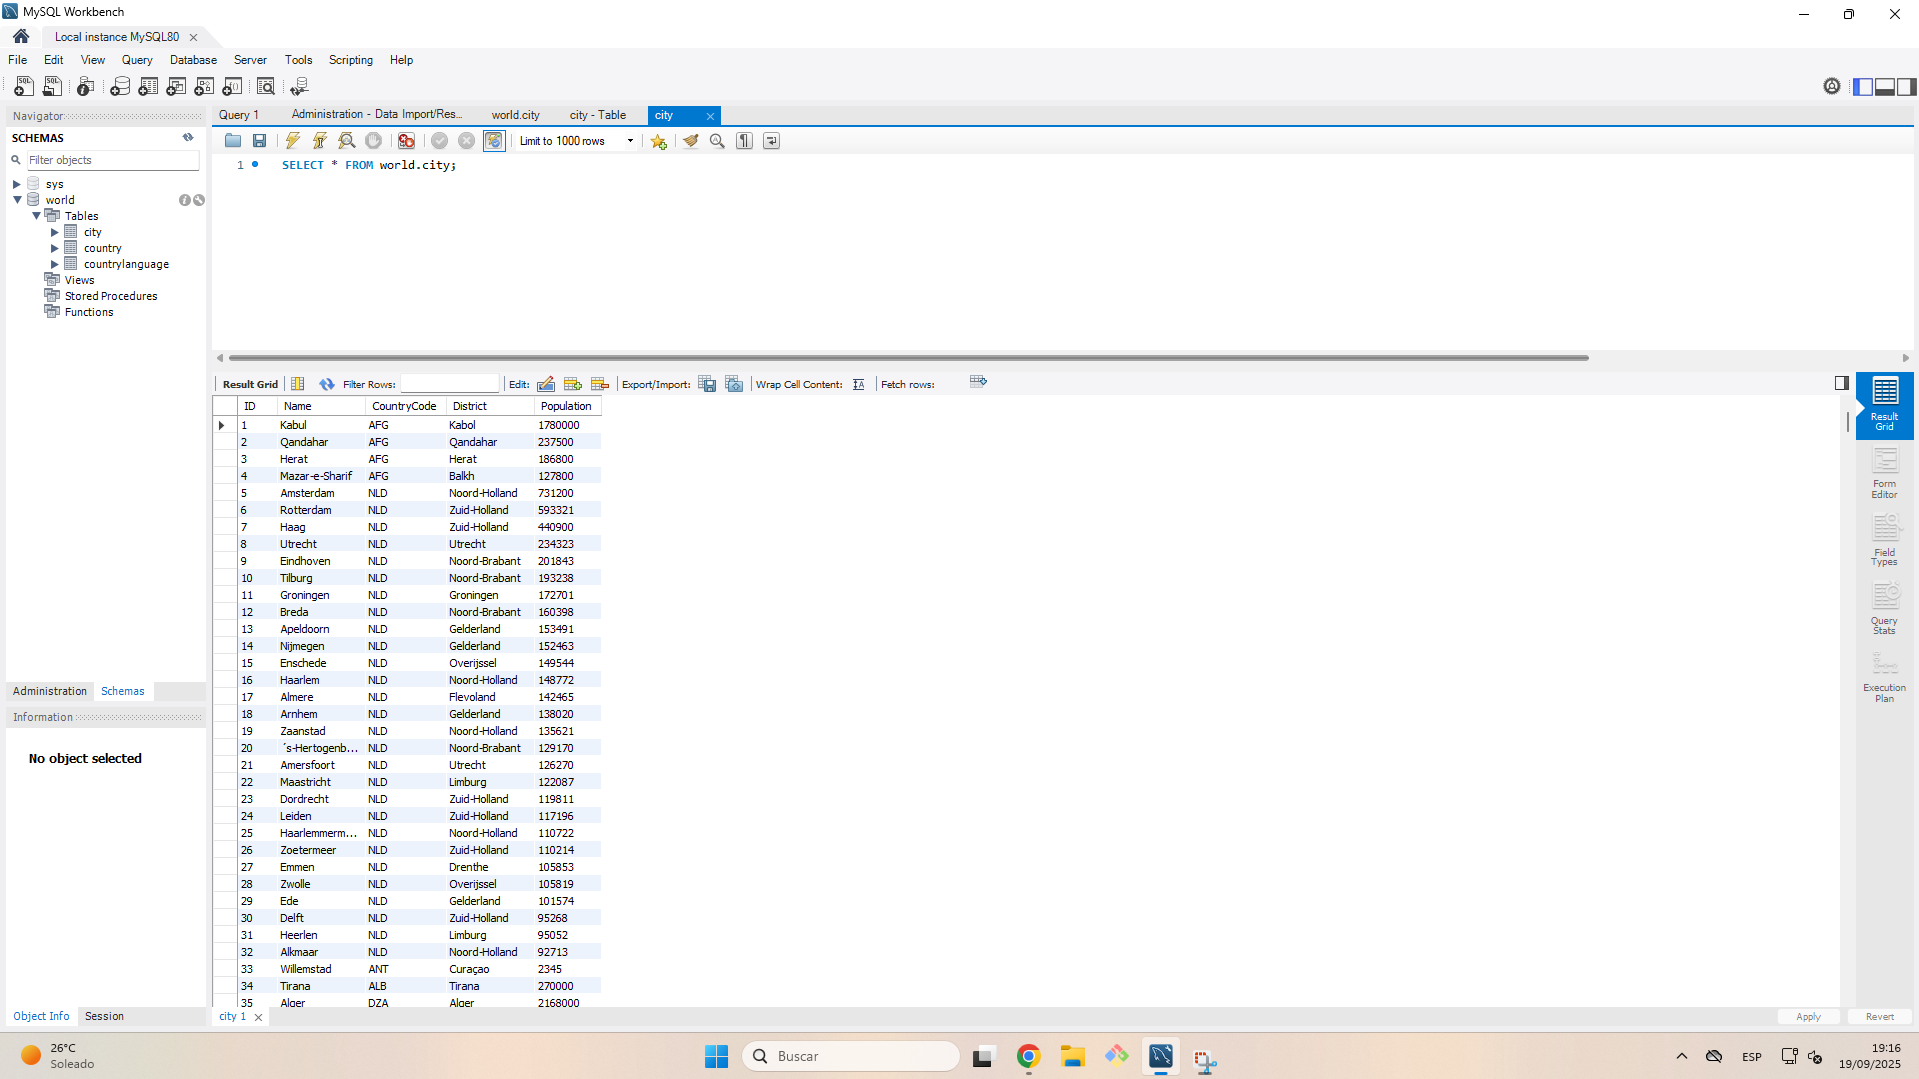 MySQL Workbench
Local instance MySQL80
File Edit View Query Database Server Tools Scripting Help
Navigator
SCHEMAS
Filter objects
sys
world
Tables
city
country
countrylanguage
Views
Stored Procedures
Functions
Administration Schemas
Information
No object selected
Object Info Session
Query 1 Administration - Data Import/Res... world.city city - Table city
Limit to 1000 rows
1 SELECT * FROM world.city;
Result Grid Filter Rows: Edit: Export/Import: Wrap Cell Content: Fetch rows:
ID Name CountryCode District Population
1 Kabul AFG Kabol 1780000
2 Qandahar AFG Qandahar 237500
3 Herat AFG Herat 186800
4 Mazar-e-Sharif AFG Balkh 127800
5 Amsterdam NLD Noord-Holland 731200
6 Rotterdam NLD Zuid-Holland 593321
7 Haag NLD Zuid-Holland 440900
8 Utrecht NLD Utrecht 234323
9 Eindhoven NLD Noord-Brabant 201843
10 Tilburg NLD Noord-Brabant 193238
11 Groningen NLD Groningen 172701
12 Breda NLD Noord-Brabant 160398
13 Apeldoorn NLD Gelderland 153491
14 Nijmegen NLD Gelderland 152463
15 Enschede NLD Overijssel 149544
16 Haarlem NLD Noord-Holland 148772
17 Almere NLD Flevoland 142465
18 Arnhem NLD Gelderland 138020
19 Zaanstad NLD Noord-Holland 135621
20 ´s-Hertogenb... NLD Noord-Brabant 129170
21 Amersfoort NLD Utrecht 126270
22 Maastricht NLD Limburg 122087
23 Dordrecht NLD Zuid-Holland 119811
24 Leiden NLD Zuid-Holland 117196
25 Haarlemmerm... NLD Noord-Holland 110722
26 Zoetermeer NLD Zuid-Holland 110214
27 Emmen NLD Drenthe 105853
28 Zwolle NLD Overijssel 105819
29 Ede NLD Gelderland 101574
30 Delft NLD Zuid-Holland 95268
31 Heerlen NLD Limburg 95052
32 Alkmaar NLD Noord-Holland 92713
33 Willemstad ANT Curaçao 2345
34 Tirana ALB Tirana 270000
35 Alger DZA Alger 2168000
Result
Grid
Form
Editor
Field
Types
Query
Stats
Execution
Plan
city 1
Apply Revert
26°C
Soleado
Buscar
ESP
19:16
19/09/2025